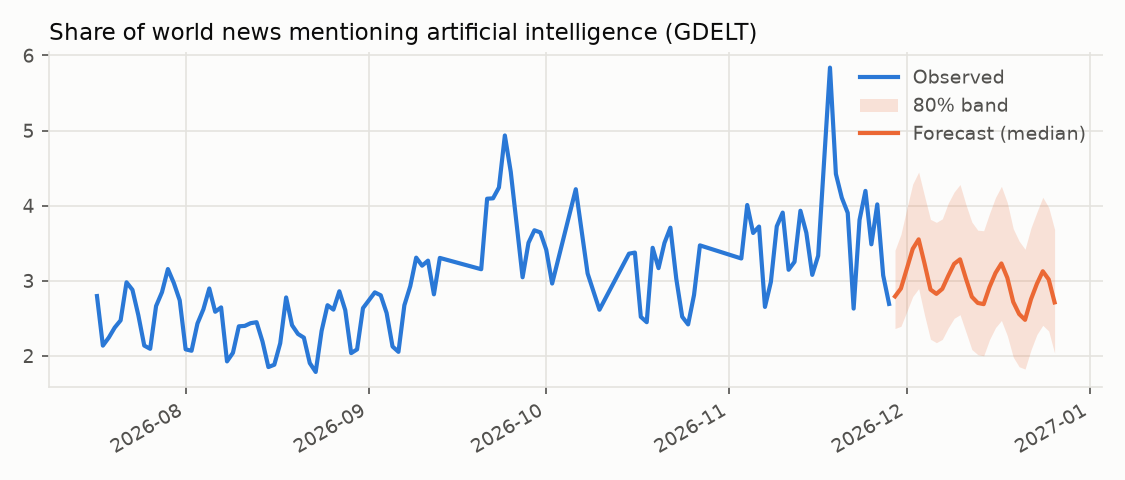 Share of world news mentioning artificial intelligence (GDELT)
6
5
4
3
2
Observed
80% band
Forecast (median)
2026-08
2026-09
2026-10
2026-11
2026-12
2027-01